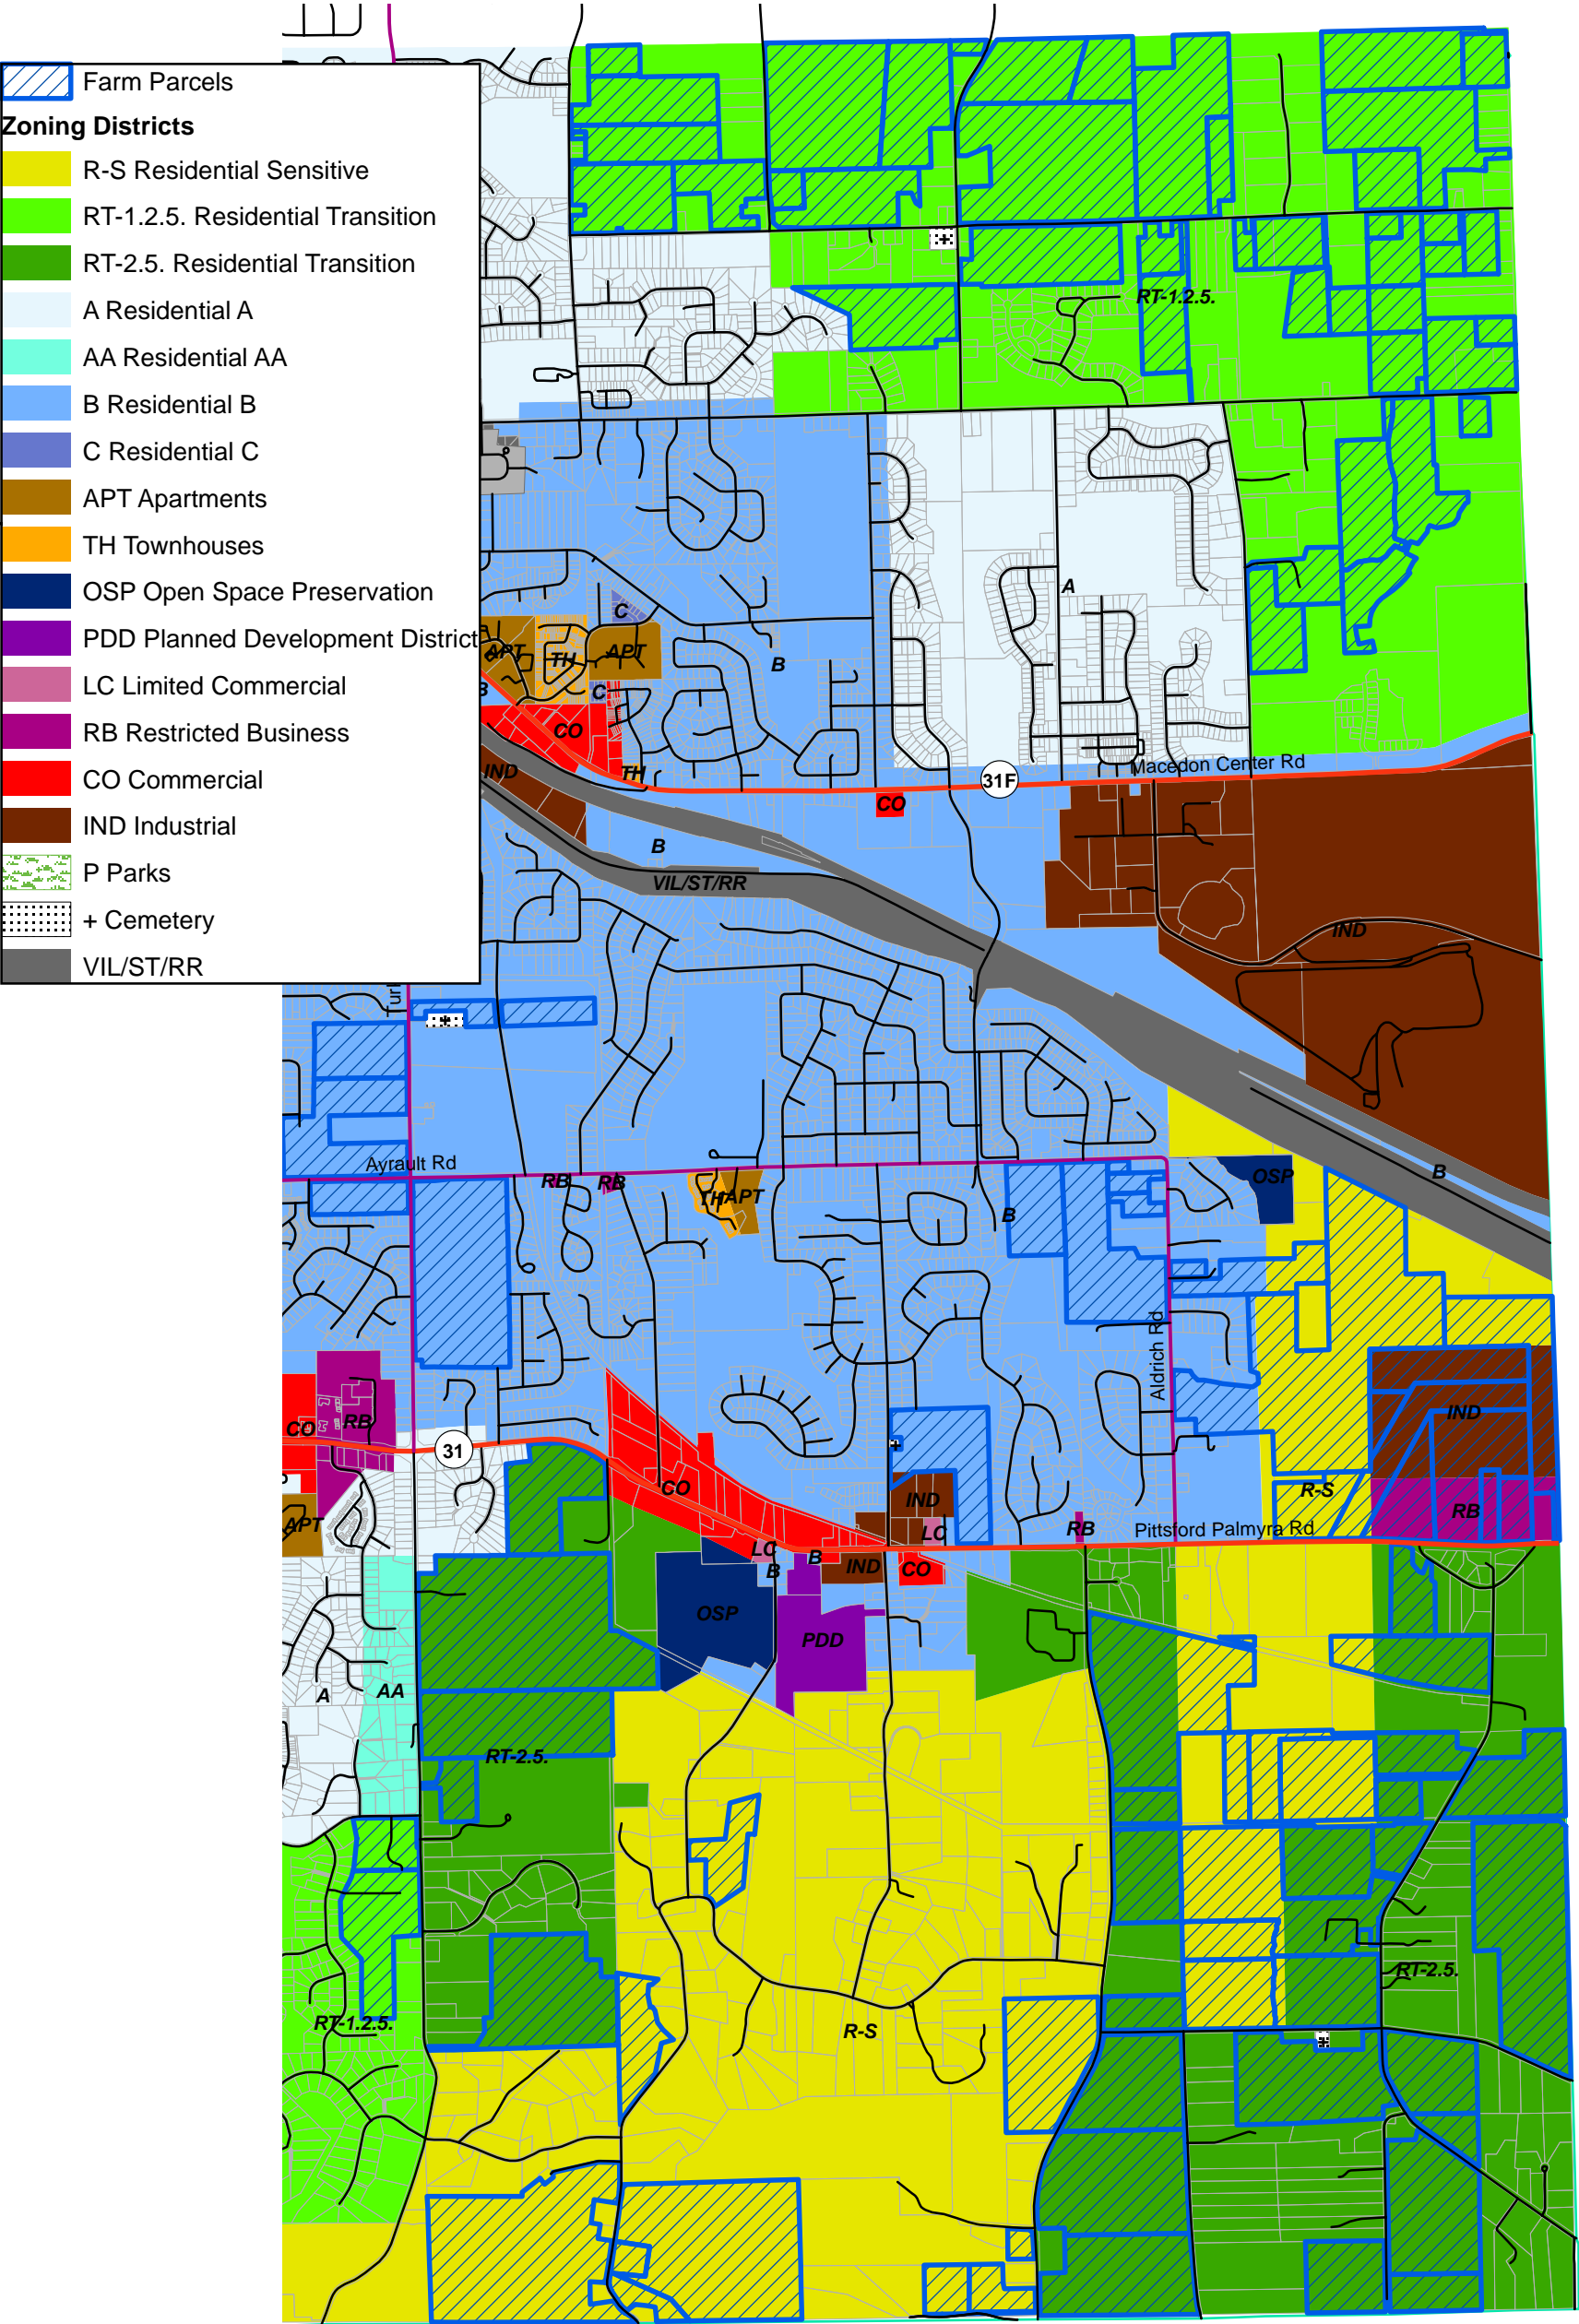 Farm Parcels
Zoning Districts
R-S Residential Sensitive
RT-1.2.5. Residential Transition
RT-2.5. Residential Transition
A Residential A
AA Residential AA
B Residential B
C Residential C
APT Apartments
TH Townhouses
OSP Open Space Preservation
PDD Planned Development District
LC Limited Commercial
RB Restricted Business
CO Commercial
IND Industrial
P Parks
+ Cemetery
VIL/ST/RR
+
RT-1.2.5.
A
C
APT
TH
APT
B
B
C
CO
IND
TH
Macedon Center Rd
31F
CO
B
VIL/ST/RR
IND
+
Ayrault Rd
RB
RB
TH
APT
B
OSP
B
Aldrich Rd
CO
RB
31
IND
CO
R-S
IND
RB
APT
LC
RB
Pittsford Palmyra Rd
LC
B
B
IND
CO
OSP
PDD
A
AA
RT-2.5.
RT-2.5.
RT-1.2.5.
R-S
+
+